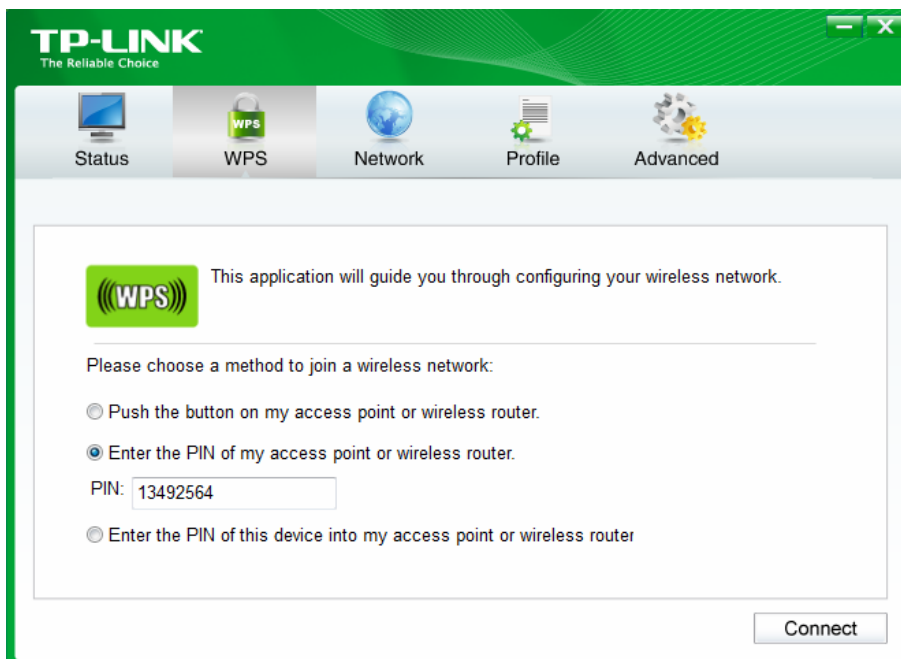 TP-LINK
The Reliable Choice
Status WPS Network Profile Advanced
WPS
This application will guide you through configuring your wireless network.
(((WPS)))
Please choose a method to join a wireless network:
Push the button on my access point or wireless router.
Enter the PIN of my access point or wireless router.
PIN: 13492564
Enter the PIN of this device into my access point or wireless router
Connect